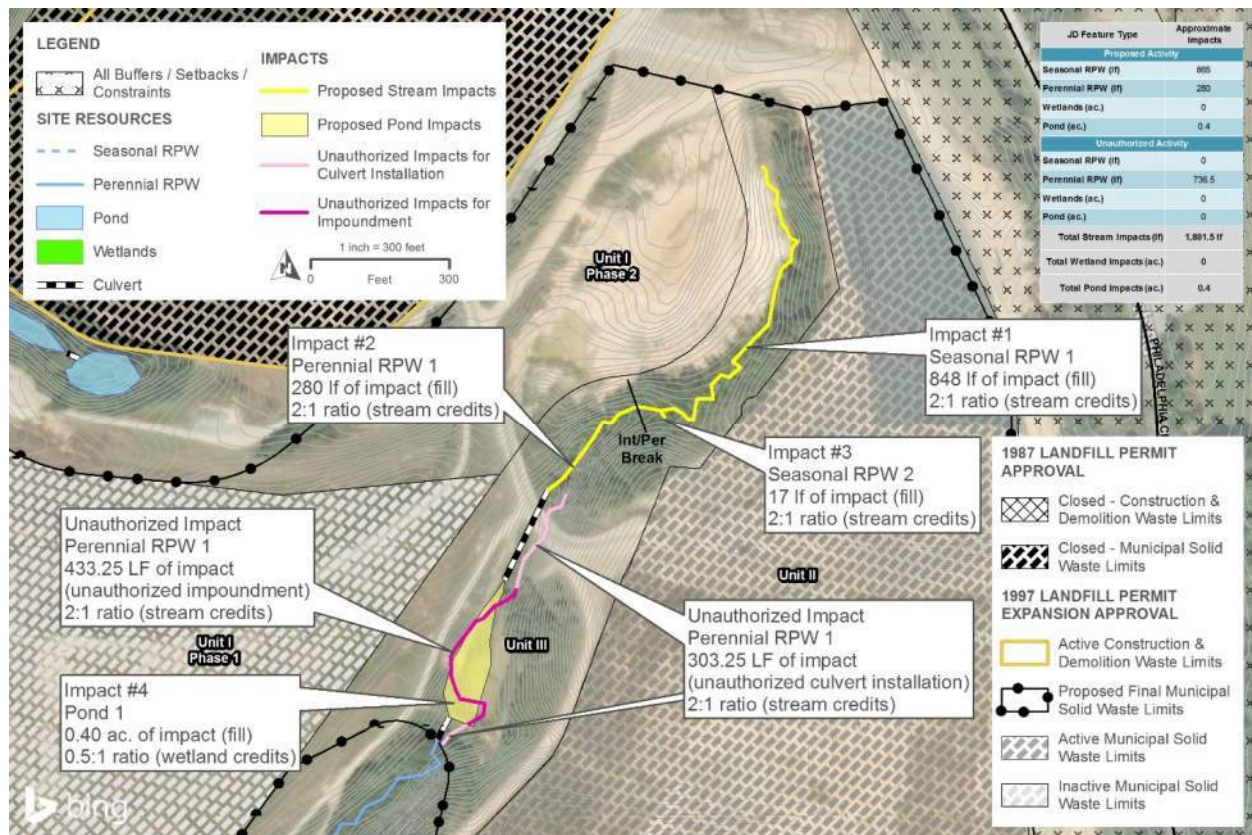 LEGEND
All Buffers / Setbacks /
Constraints
SITE RESOURCES
Seasonal RPW
Perennial RPW
Pond
Wetlands
Culvert
IMPACTS
Proposed Stream Impacts
Proposed Pond Impacts
Unauthorized Impacts for
Culvert Installation
Unauthorized Impacts for
Impoundment
1 inch = 300 feet
N
0 Feet 300
JD Feature Type Approximate
Impacts
Proposed Activity
Seasonal RPW (lf) 865
Perennial RPW (lf) 280
Wetlands (ac.) 0
Pond (ac.) 0.4
Unauthorized Activity
Seasonal RPW (lf) 0
Perennial RPW (lf) 736.5
Wetlands (ac.) 0
Pond (ac.) 0
Total Stream Impacts (lf) 1,881.5 lf
Total Wetland Impacts (ac.) 0
Total Pond Impacts (ac.) 0.4
Unit I
Phase 2
Impact #2
Perennial RPW 1
280 lf of impact (fill)
2:1 ratio (stream credits)
Impact #1
Seasonal RPW 1
848 lf of impact (fill)
2:1 ratio (stream credits)
PHILADELPHIA
Int/Per
Break
Impact #3
Seasonal RPW 2
17 lf of impact (fill)
2:1 ratio (stream credits)
Unauthorized Impact
Perennial RPW 1
433.25 LF of impact
(unauthorized impoundment)
2:1 ratio (stream credits)
Unit II
Unit III
Unauthorized Impact
Perennial RPW 1
303.25 LF of impact
(unauthorized culvert installation)
2:1 ratio (stream credits)
Unit I
Phase 1
Impact #4
Pond 1
0.40 ac. of impact (fill)
0.5:1 ratio (wetland credits)
1987 LANDFILL PERMIT
APPROVAL
Closed - Construction &
Demolition Waste Limits
Closed - Municipal Solid
Waste Limits
1997 LANDFILL PERMIT
EXPANSION APPROVAL
Active Construction &
Demolition Waste Limits
Proposed Final Municipal
Solid Waste Limits
Active Municipal Solid
Waste Limits
Inactive Municipal Solid
Waste Limits
bing